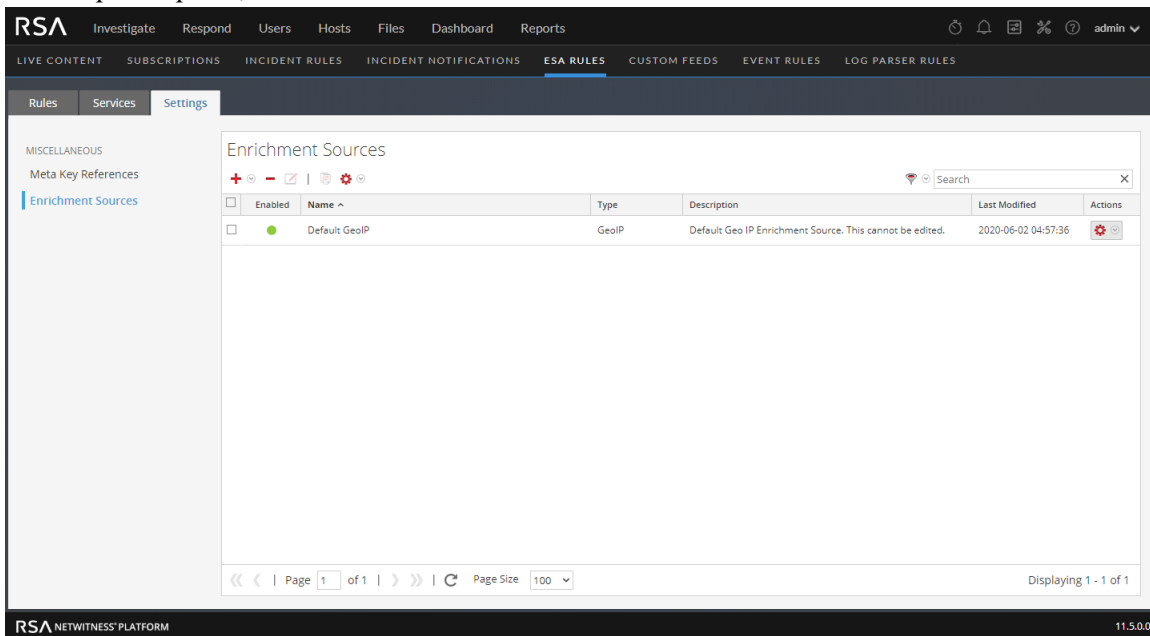 RSA Investigate Respond Users Hosts Files Dashboard Reports admin
LIVE CONTENT SUBSCRIPTIONS INCIDENT RULES INCIDENT NOTIFICATIONS ESA RULES CUSTOM FEEDS EVENT RULES LOG PARSER RULES
Rules Services Settings
MISCELLANEOUS
Meta Key References
Enrichment Sources
Enrichment Sources
Search
Enabled Name Type Description Last Modified Actions
Default GeoIP GeoIP Default Geo IP Enrichment Source. This cannot be edited. 2020-06-02 04:57:36
Page 1 of 1 Page Size 100 Displaying 1 - 1 of 1
RSA NETWITNESS® PLATFORM 11.5.0.0